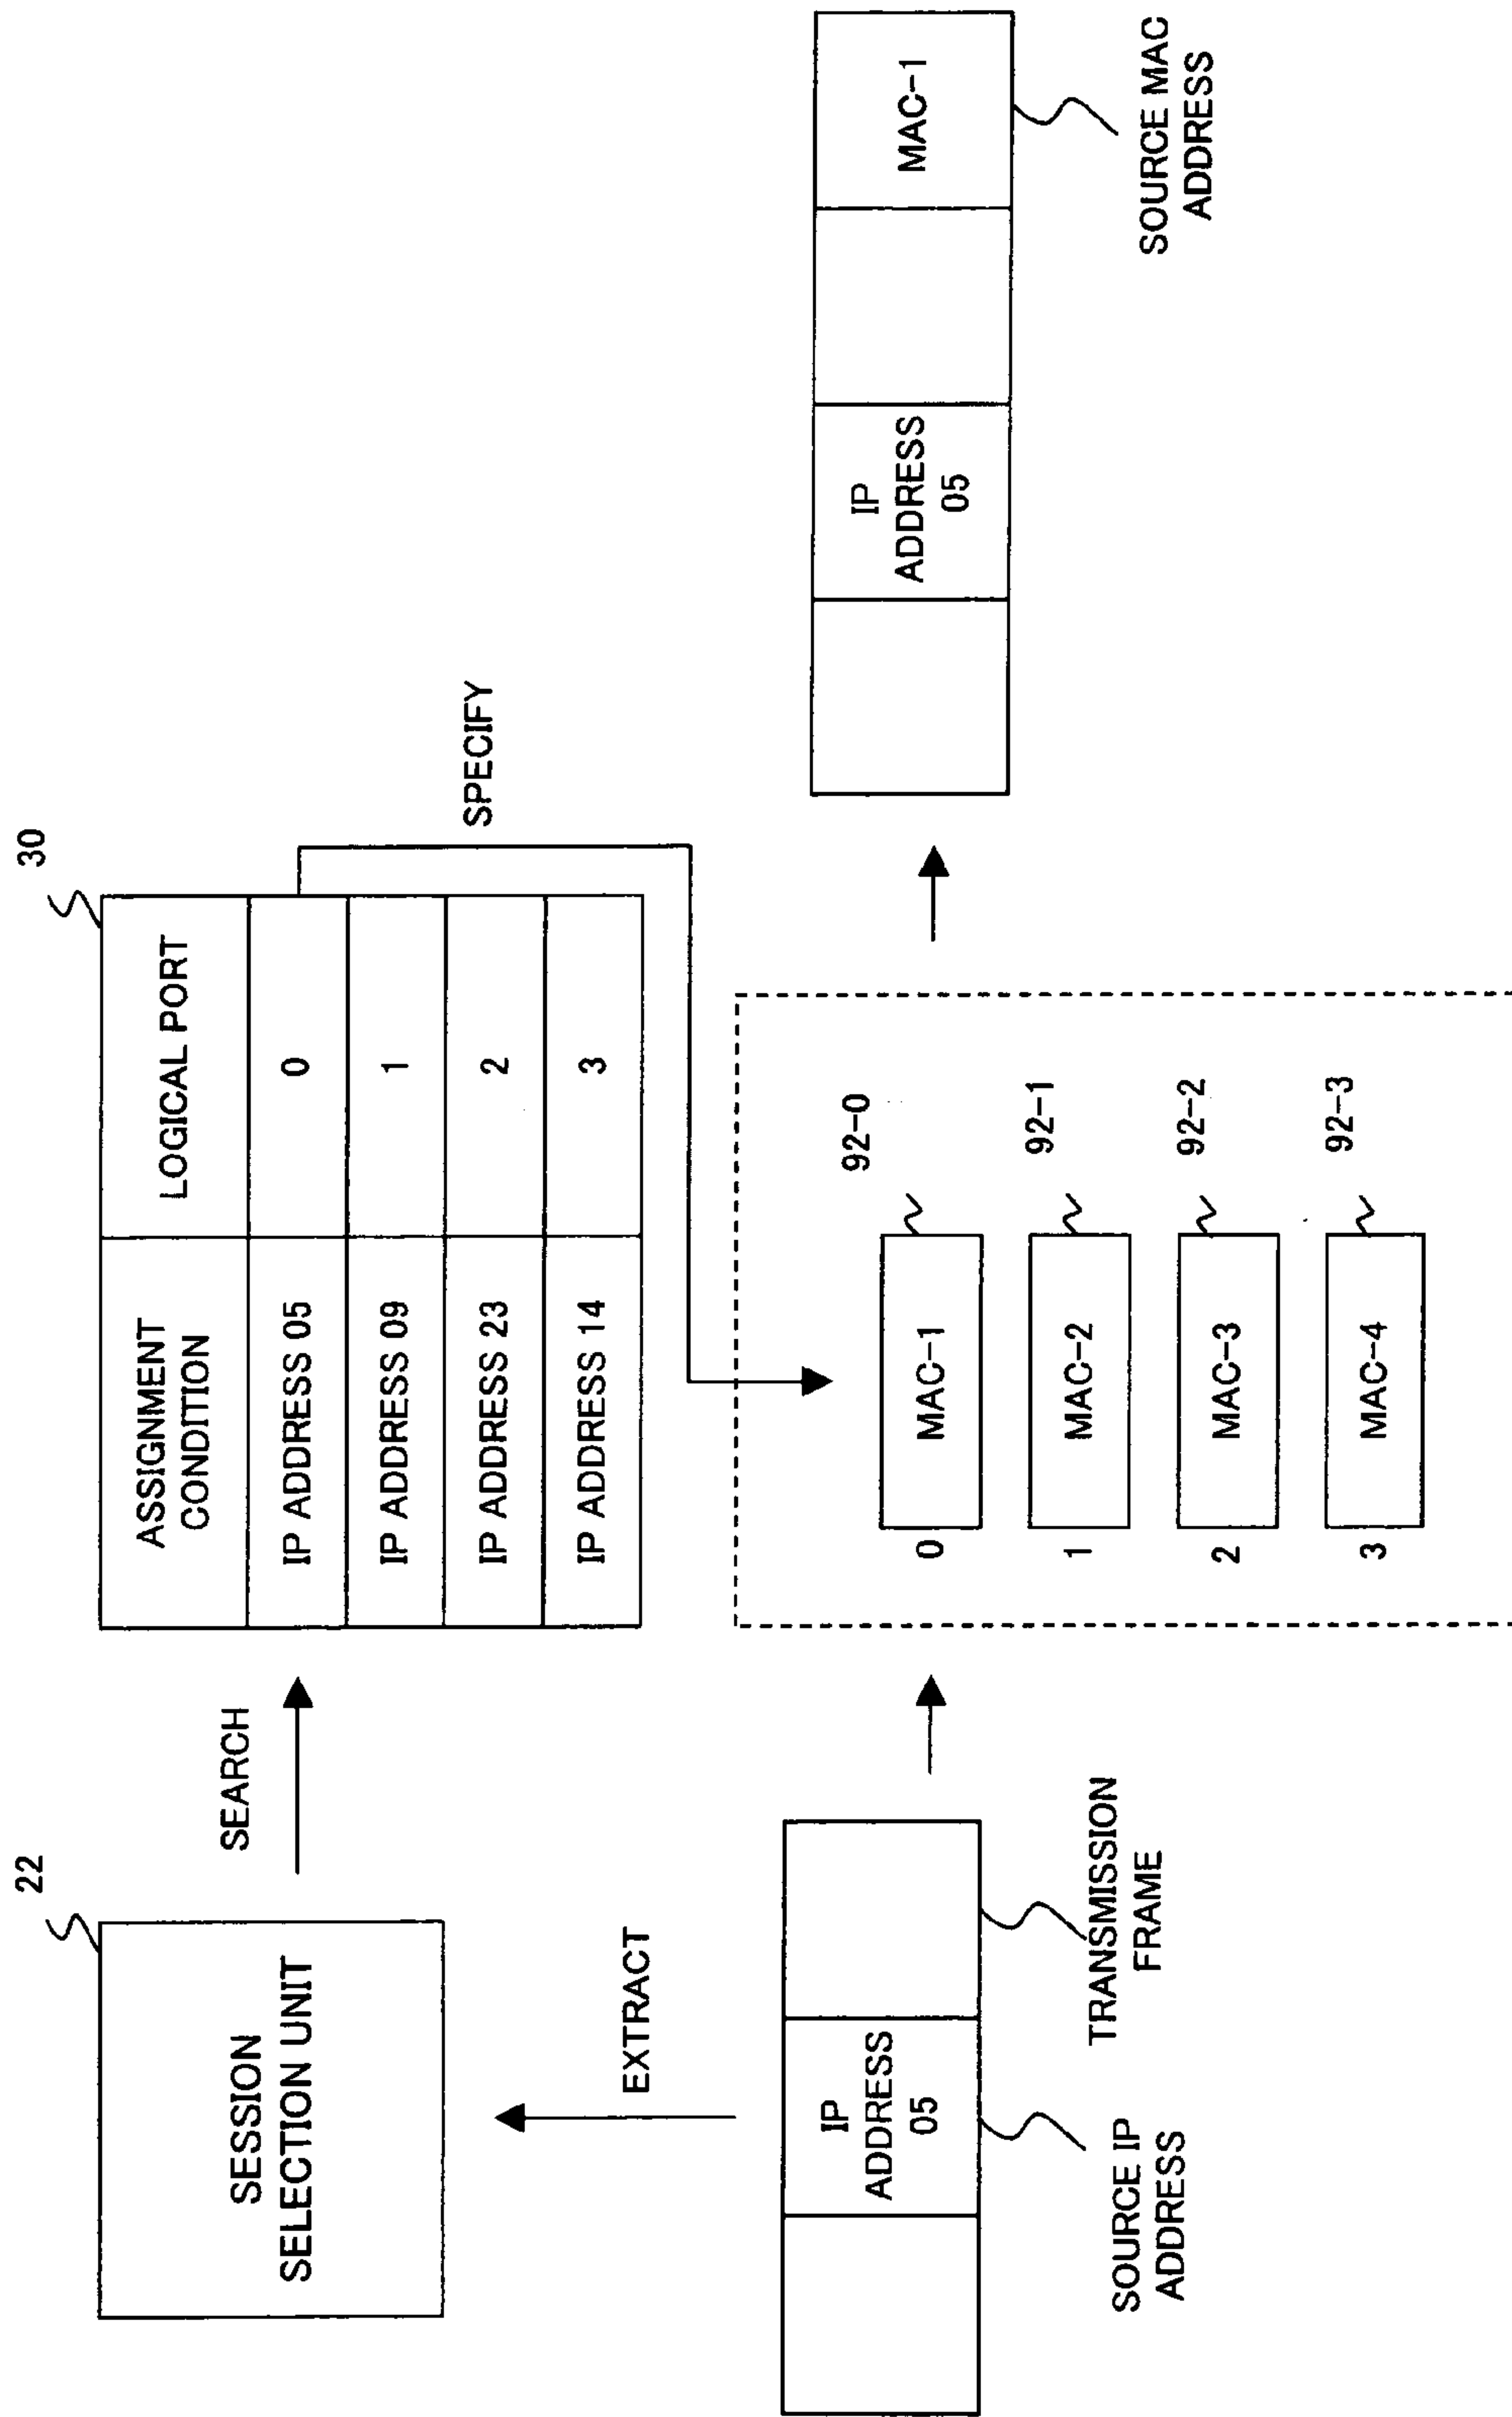 22
SESSION
SELECTION UNIT
SEARCH
30
ASSIGNMENT
CONDITION
LOGICAL PORT
IP ADDRESS 05
0
IP ADDRESS 09
1
IP ADDRESS 23
2
IP ADDRESS 14
3
SPECIFY
EXTRACT
IP
ADDRESS
05
SOURCE IP
ADDRESS
TRANSMISSION
FRAME
0
MAC-1
92-0
1
MAC-2
92-1
2
MAC-3
92-2
3
MAC-4
92-3
IP
ADDRESS
05
MAC-1
SOURCE MAC
ADDRESS